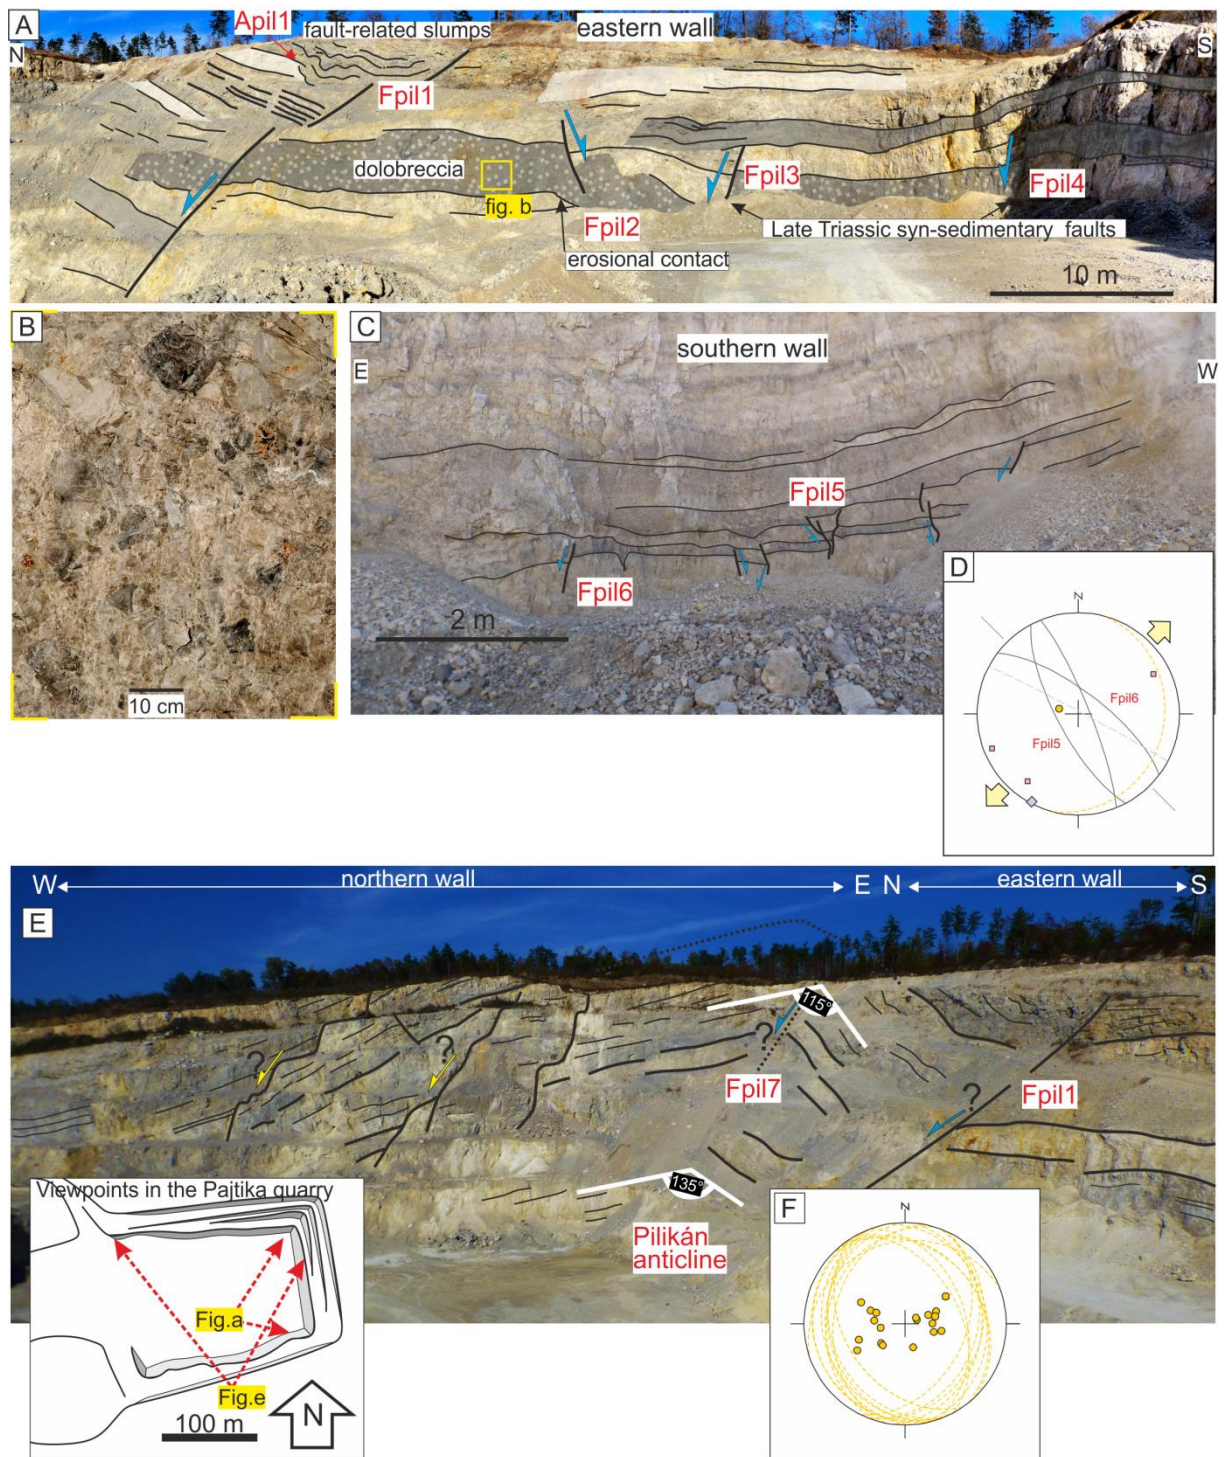 A
N
Apil1
fault-related slumps
eastern wall
S
Fpil1
dolobreccia
fig. b
Fpil2
erosional contact
Fpil3
Fpil4
Late Triassic syn-sedimentary faults
10 m
B
10 cm
C
southern wall
E
W
Fpil5
Fpil6
2 m
D
N
Fpil6
Fpil5
W
northern wall
E
N
eastern wall
S
E
115°
?
?
?
Fpil7
?
Fpil1
135°
Pilikán
anticline
Viewpoints in the Pajtika quarry
Fig.a
Fig.e
100 m
N
F
N